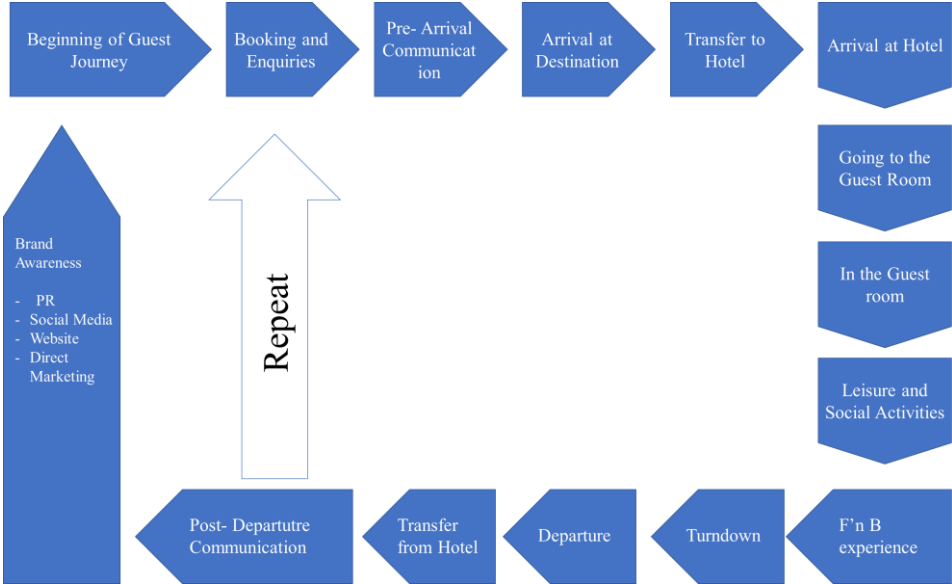 Beginning of Guest
Journey
Booking and
Enquiries
Pre- Arrival
Communicat
ion
Arrival at
Destination
Transfer to
Hotel
Arrival at Hotel
Going to the
Guest Room
In the Guest
room
Leisure and
Social Activities
F'n B
experience
Turndown
Departure
Transfer
from Hotel
Post- Departutre
Communication
Repeat
Brand
Awareness
- PR
- Social Media
- Website
- Direct
Marketing